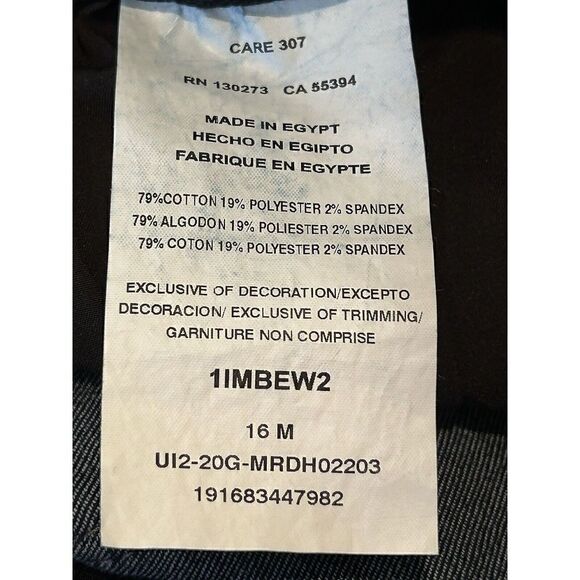 CARE 307
RN 130273 CA 55394
MADE IN EGYPT
HECHO EN EGIPTO
FABRIQUE EN EGYPTE
79%COTTON 19% POLYESTER 2% SPANDEX
79% ALGODON 19% POLIESTER 2% SPANDEX
79% COTON 19% POLYESTER 2% SPANDEX
EXCLUSIVE OF DECORATION/EXCEPTO
DECORACION/ EXCLUSIVE OF TRIMMING/
GARNITURE NON COMPRISE
1IMBEW2
16 M
UI2-20G-MRDH02203
191683447982